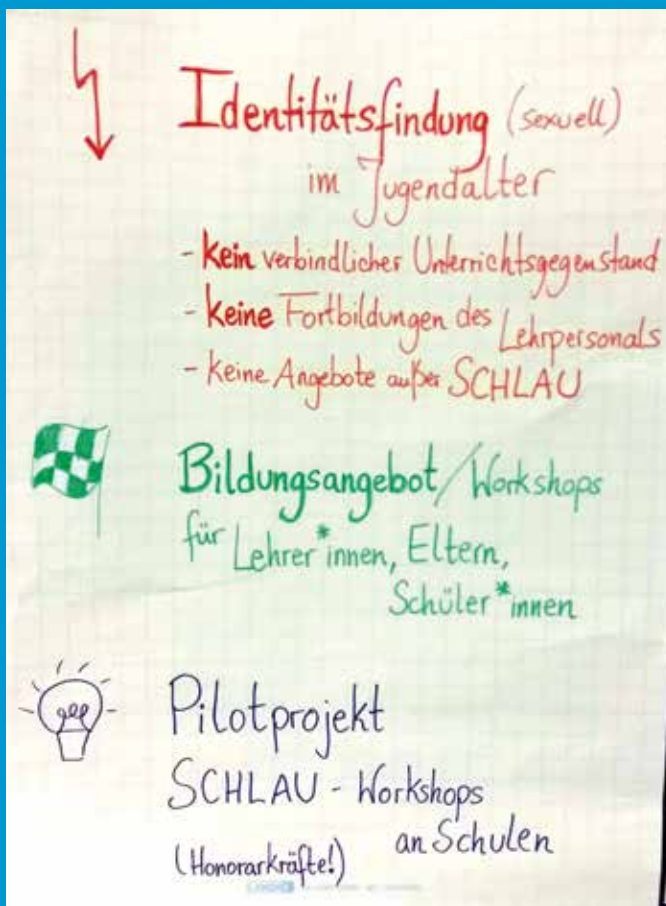 Identitätsfindung (sexuell)
im Jugendalter
- kein verbindlicher Unterrichtsgegenstand
- keine Fortbildungen des Lehrpersonals
- keine Angebote außer SCHLAU
Bildungsangebot/Workshops
für Lehrer*innen, Eltern,
Schüler*innen
Pilotprojekt
SCHLAU - Workshops
an Schulen
(Honorarkräfte!)